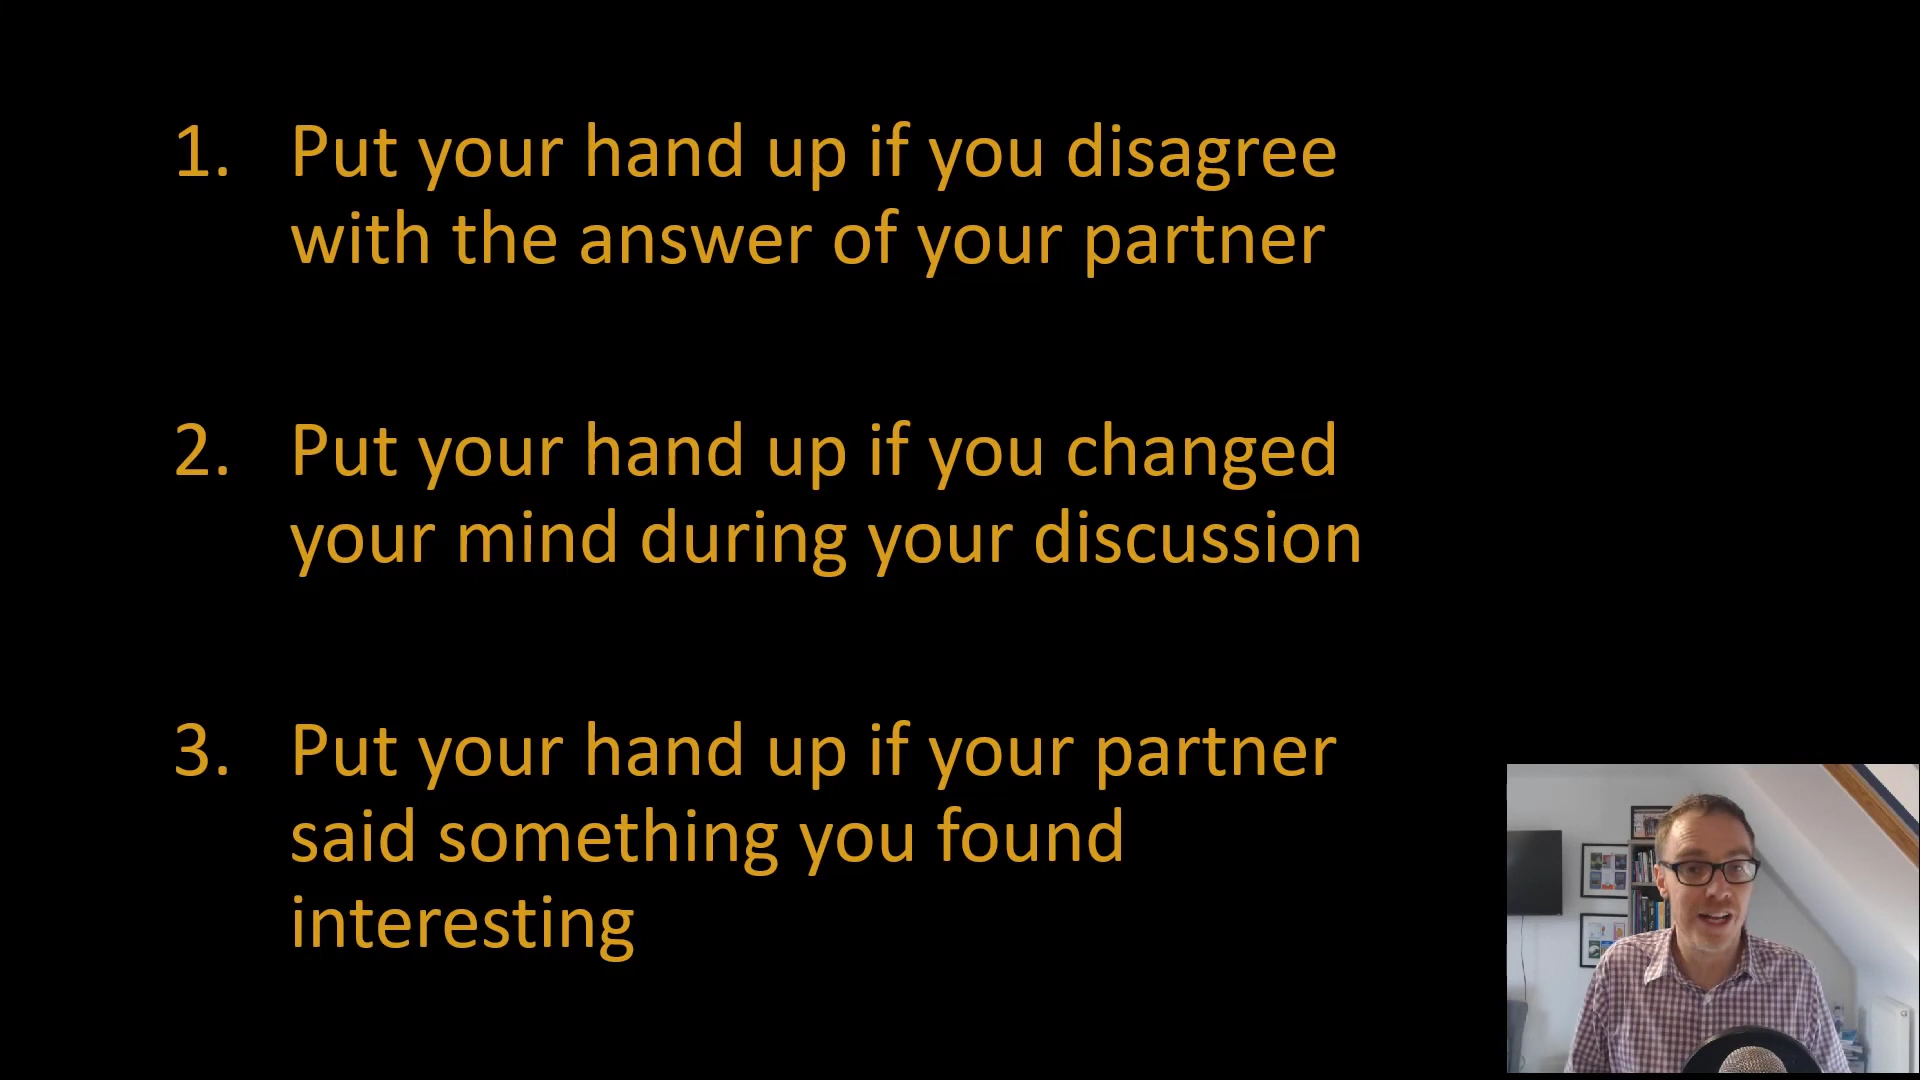 1. Put your hand up if you disagree
with the answer of your partner
2. Put your hand up if you changed
your mind during your discussion
3. Put your hand up if your partner
said something you found
interesting